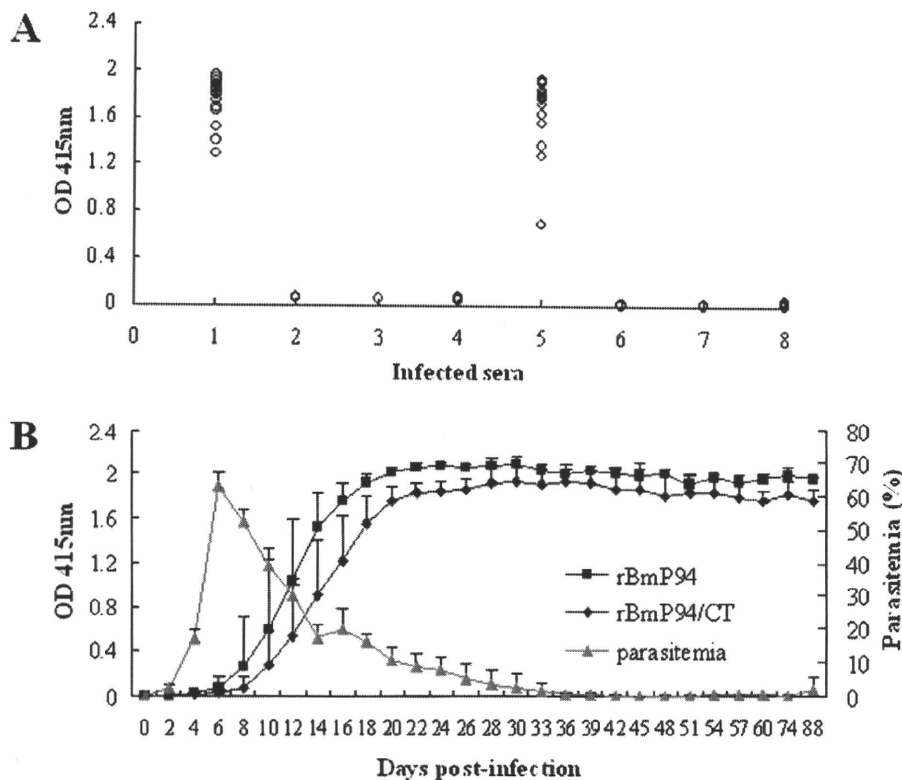 A
OD 415nm
2.4
2
1.6
1.2
0.8
0.4
0
0 1 2 3 4 5 6 7 8
Infected sera
B
OD 415nm
2.4
2
1.6
1.2
0.8
0.4
0
80
70
60
50
40
30
20
10
0
Parasitemia (%)
rBmP94
rBmP94/CT
parasitemia
0 2 4 6 8 10 12 14 16 18 20 22 24 26 28 30 33 36 39 42 45 48 51 54 57 60 74 88
Days post-infection